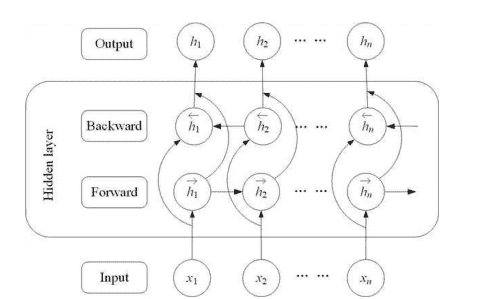 Output h₁ h₂ ... ... hₙ
Hidden layer
Backward ←h₁ ←h₂ ... ... ←hₙ
Forward →h₁ →h₂ ... ... →hₙ
Input x₁ x₂ ... ... xₙ